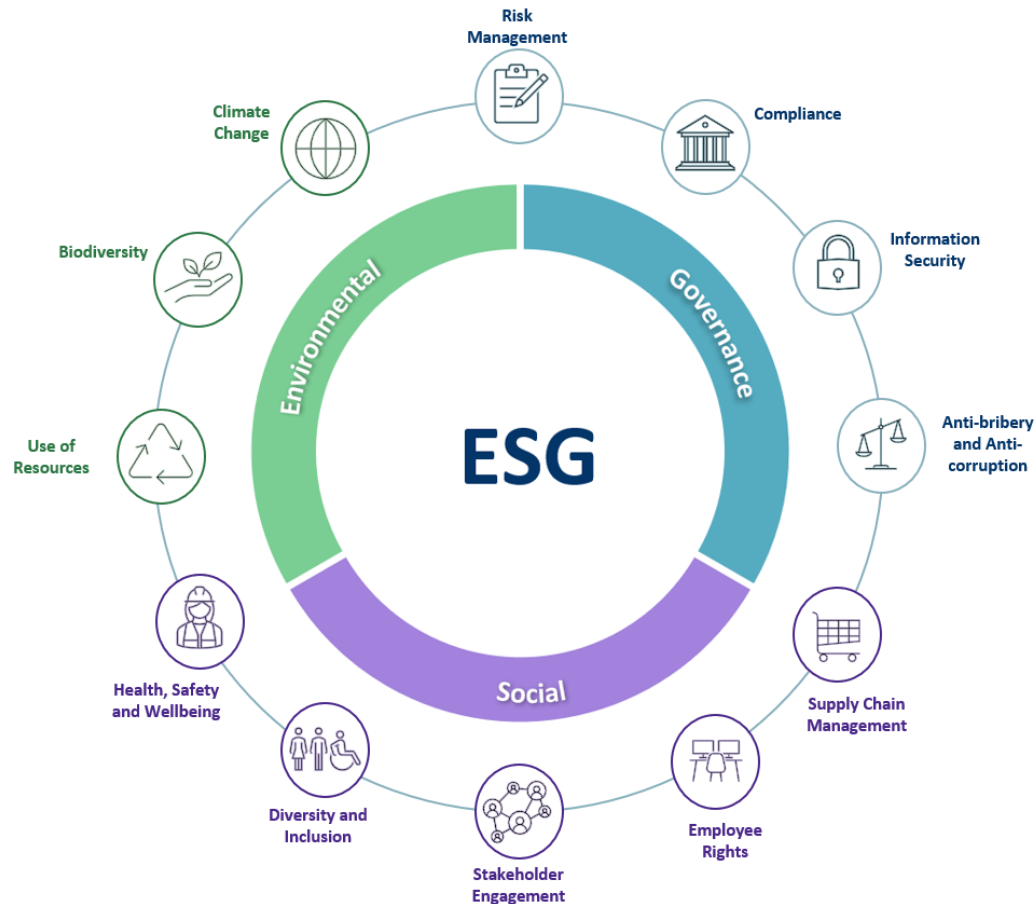 Risk
Management
Climate
Change
Compliance
Biodiversity
Information
Security
Environmental
Governance
Use of
Resources
ESG
Anti-bribery
and Anti-
corruption
Health, Safety
and Wellbeing
Social
Supply Chain
Management
Diversity and
Inclusion
Employee
Rights
Stakeholder
Engagement